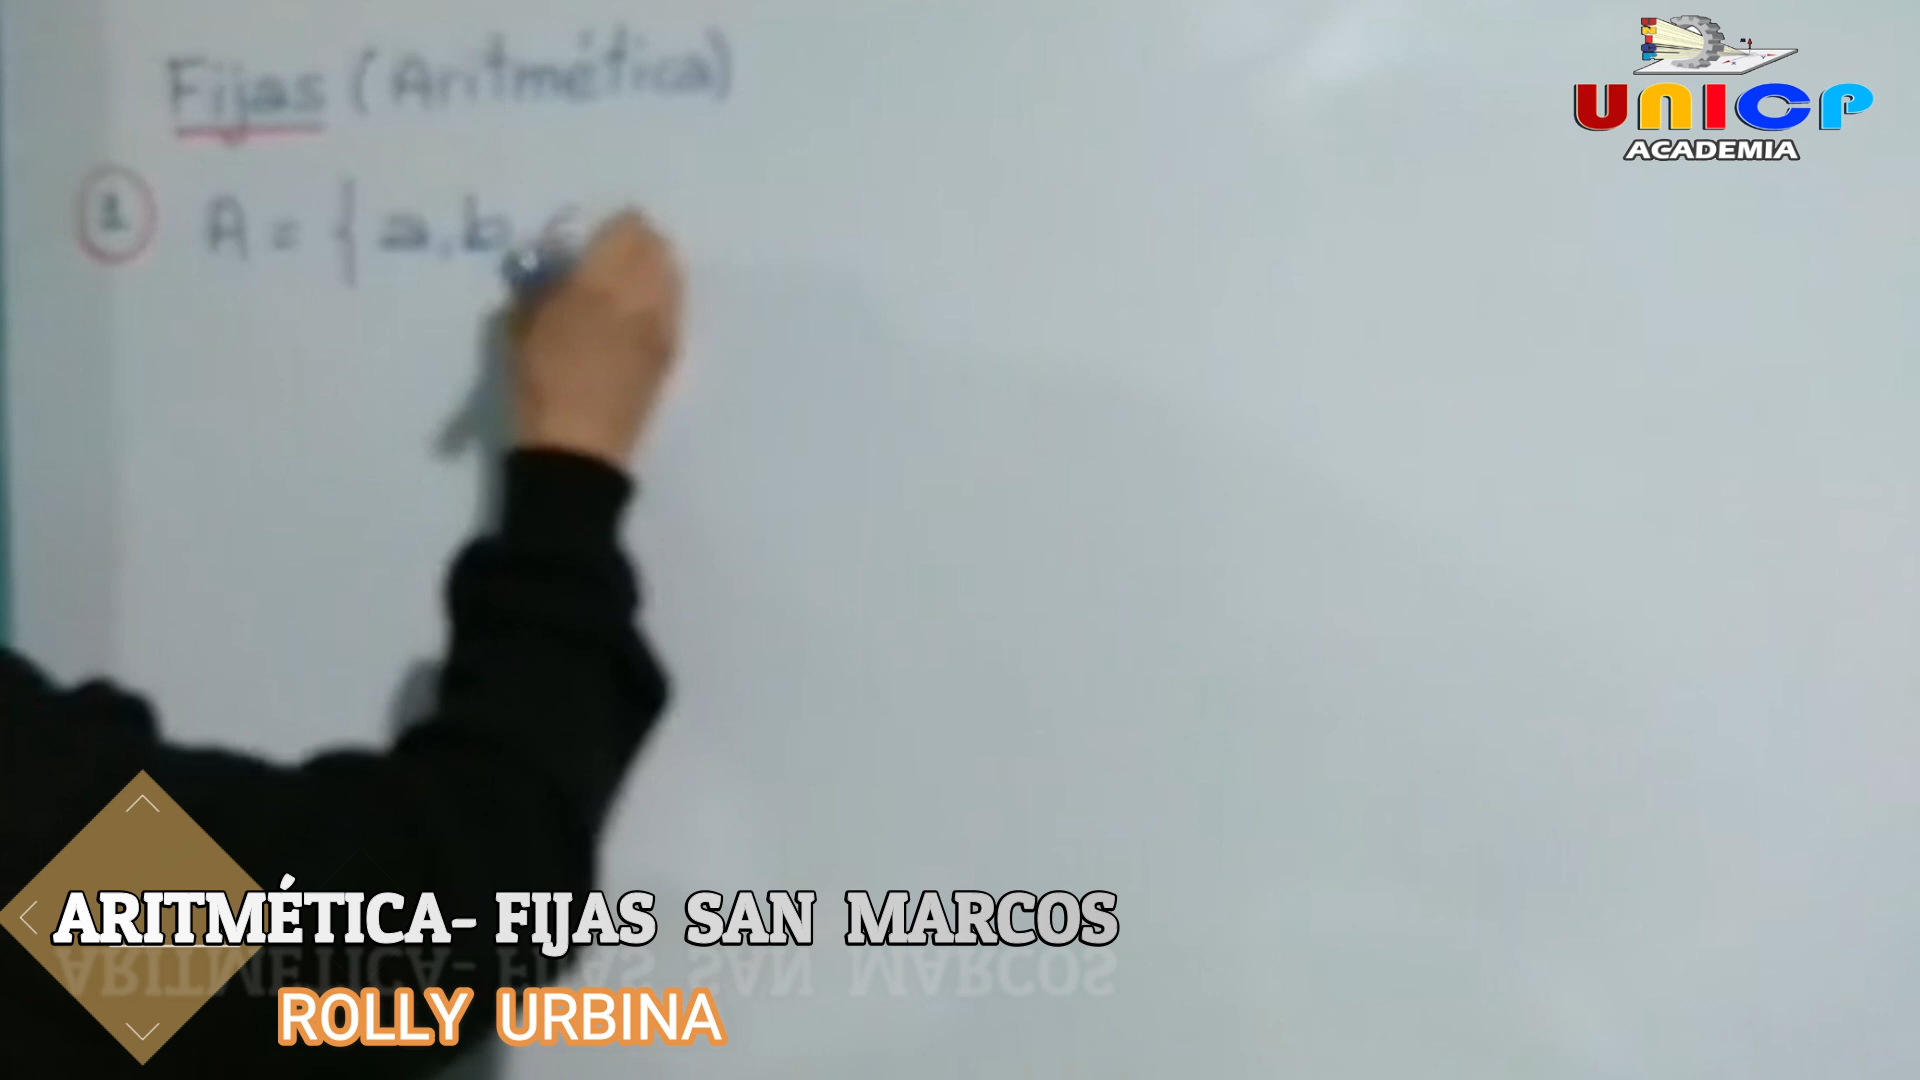 Fijas (Aritmética)
1 A = { a, b, c
UNICP
ACADEMIA
ARITMÉTICA- FIJAS SAN MARCOS
ROLLY URBINA